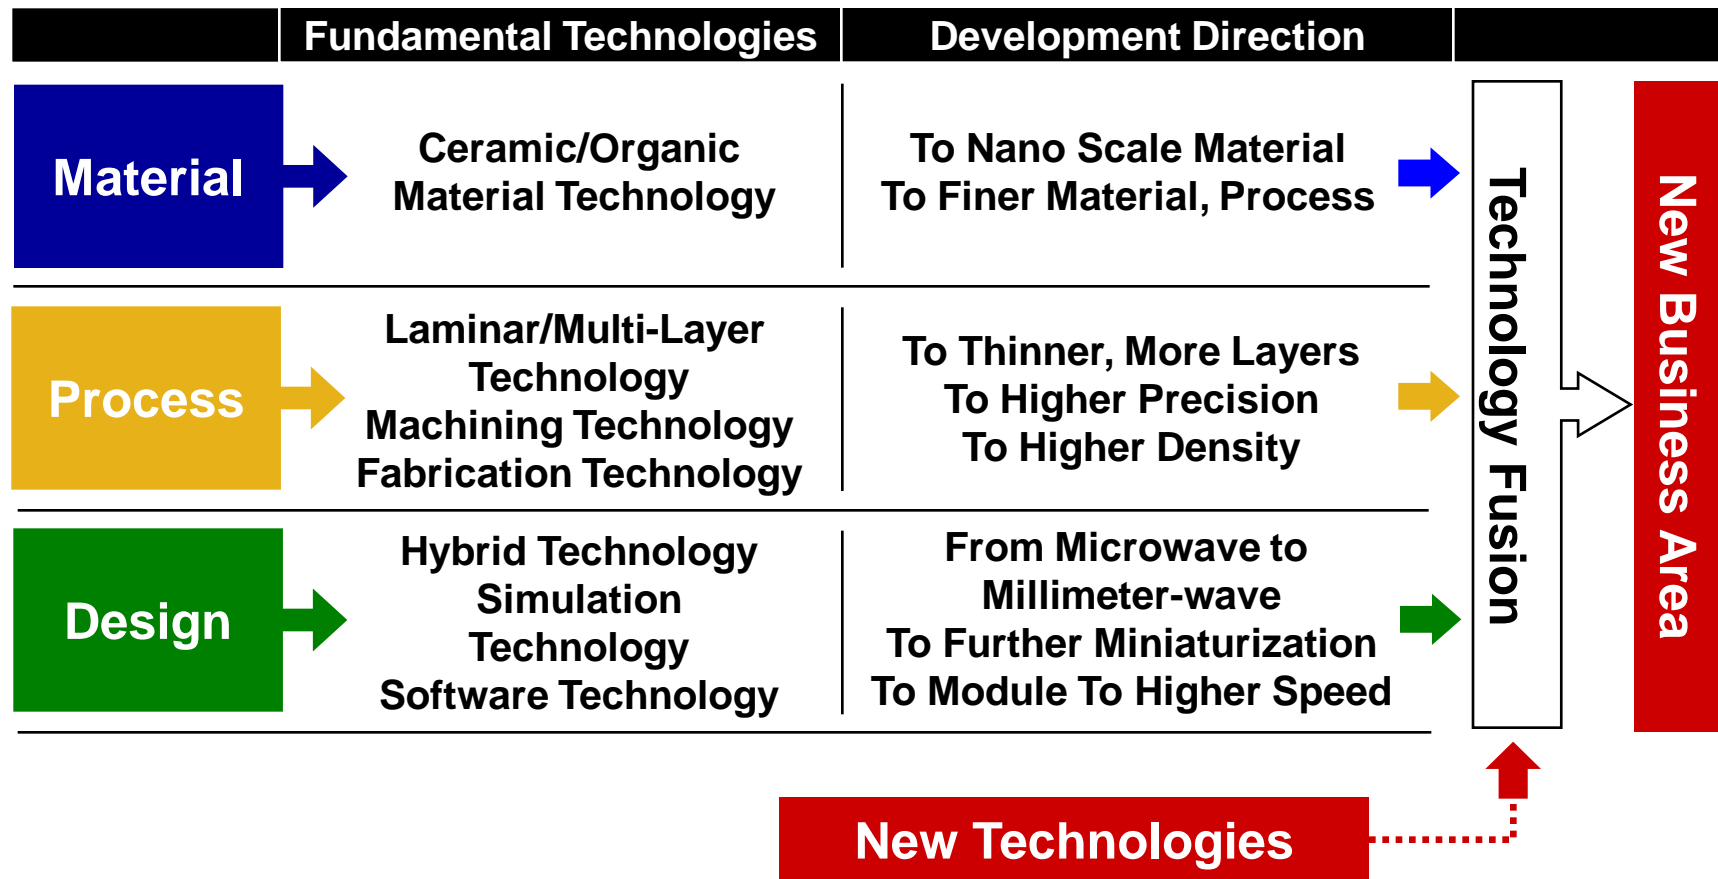 Fundamental Technologies
Development Direction
Material
Ceramic/Organic
Material Technology
To Nano Scale Material
To Finer Material, Process
Process
Laminar/Multi-Layer
Technology
Machining Technology
Fabrication Technology
To Thinner, More Layers
To Higher Precision
To Higher Density
Design
Hybrid Technology
Simulation
Technology
Software Technology
From Microwave to
Millimeter-wave
To Further Miniaturization
To Module To Higher Speed
Technology Fusion
New Business Area
New Technologies